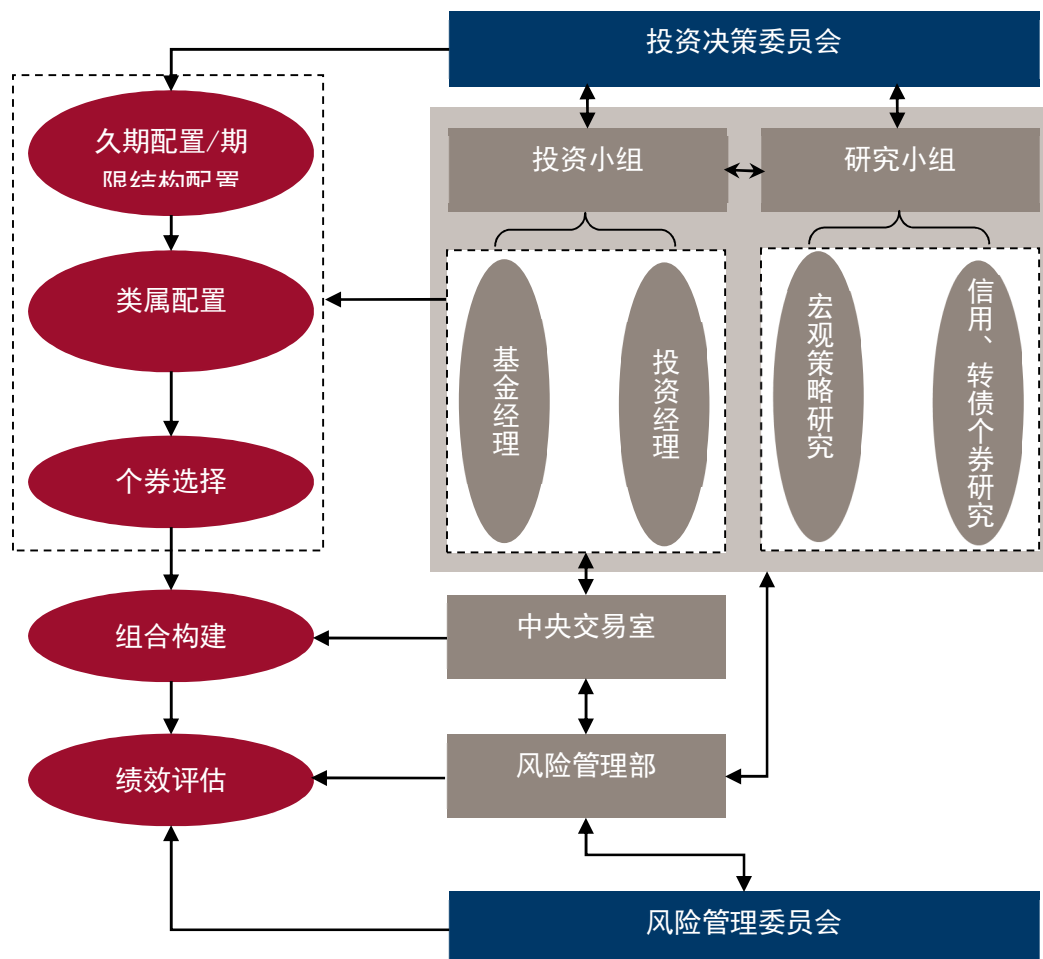 投资决策委员会
久期配置/期
限结构配置
投资小组
研究小组
类属配置
基金经理
投资经理
宏观策略研究
信用、转债个券研究
个券选择
组合构建
中央交易室
绩效评估
风险管理部
风险管理委员会